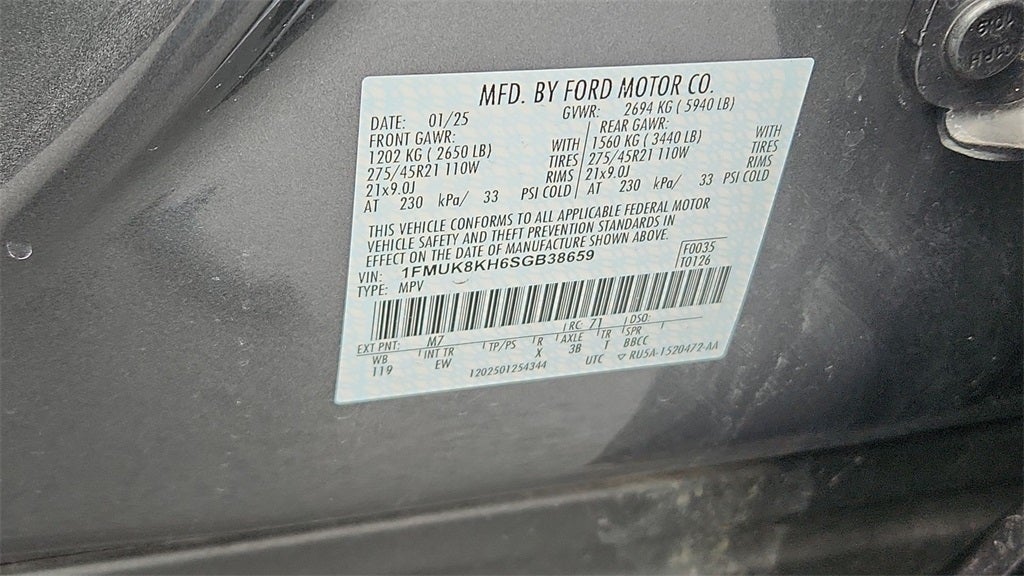 MFD. BY FORD MOTOR CO.
DATE: 01/25 GVWR: 2694 KG ( 5940 LB)
FRONT GAWR: REAR GAWR:
1202 KG ( 2650 LB) WITH 1560 KG ( 3440 LB) WITH
275/45R21 110W TIRES 275/45R21 110W TIRES
21x9.0J RIMS 21x9.0J RIMS
AT 230 kPa/ 33 PSI COLD AT 230 kPa/ 33 PSI COLD
THIS VEHICLE CONFORMS TO ALL APPLICABLE FEDERAL MOTOR
VEHICLE SAFETY AND THEFT PREVENTION STANDARDS IN
EFFECT ON THE DATE OF MANUFACTURE SHOWN ABOVE.
VIN: 1FMUK8KH6SGB38659 F0035
TYPE: MPV T0126
EXT PNT: M7 RC: 71 DSO:
WB INT TR TP/PS R AXLE TR SPR
119 EW X 3B T BBCC
1202501254344 UTC ▽ RU5A-1520472-AA